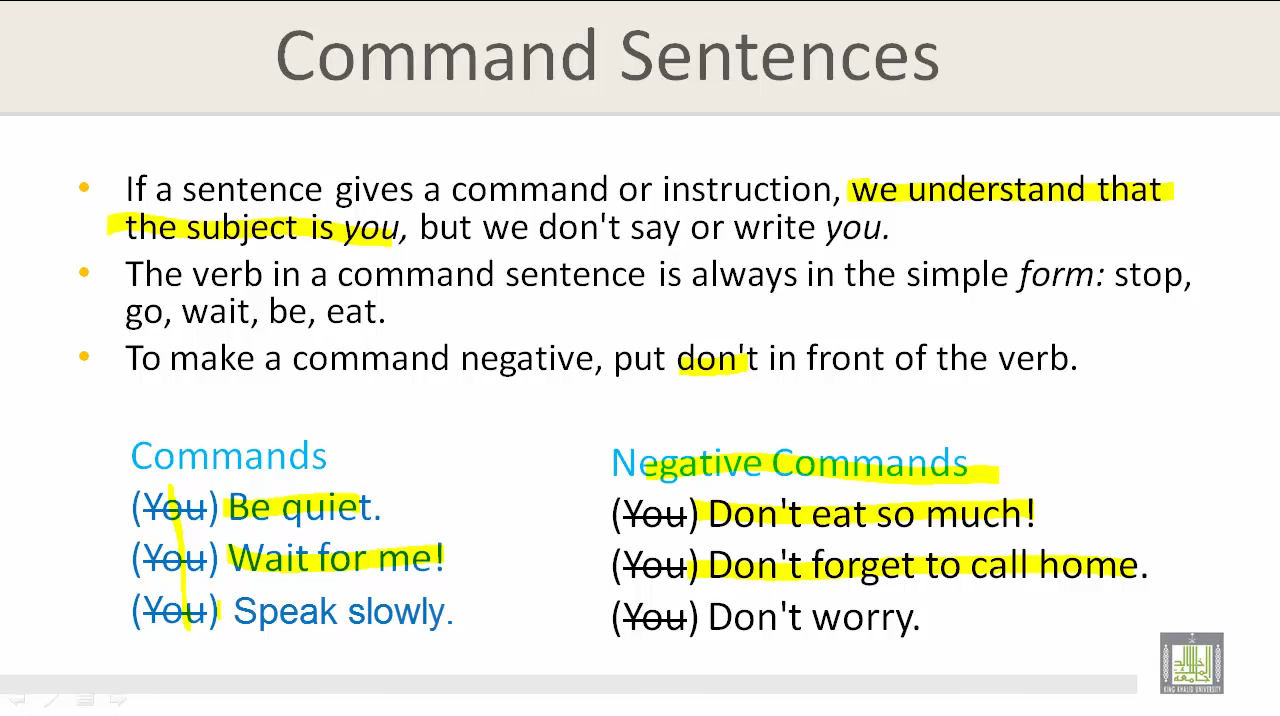 Command Sentences
• If a sentence gives a command or instruction, we understand that
the subject is you, but we don't say or write you.
• The verb in a command sentence is always in the simple form: stop,
go, wait, be, eat.
• To make a command negative, put don't in front of the verb.
Commands
(You) Be quiet.
(You) Wait for me!
(You) Speak slowly.
Negative Commands
(You) Don't eat so much!
(You) Don't forget to call home.
(You) Don't worry.
KING KHALID UNIVERSITY